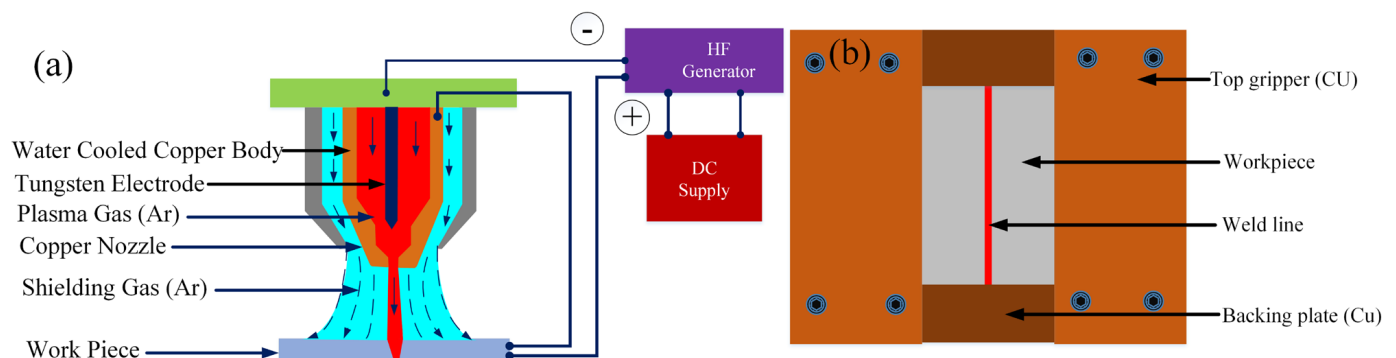 (a)
-
HF
Generator
+
DC
Supply
Water Cooled Copper Body
Tungsten Electrode
Plasma Gas (Ar)
Copper Nozzle
Shielding Gas (Ar)
Work Piece
(b)
Top gripper (CU)
Workpiece
Weld line
Backing plate (Cu)